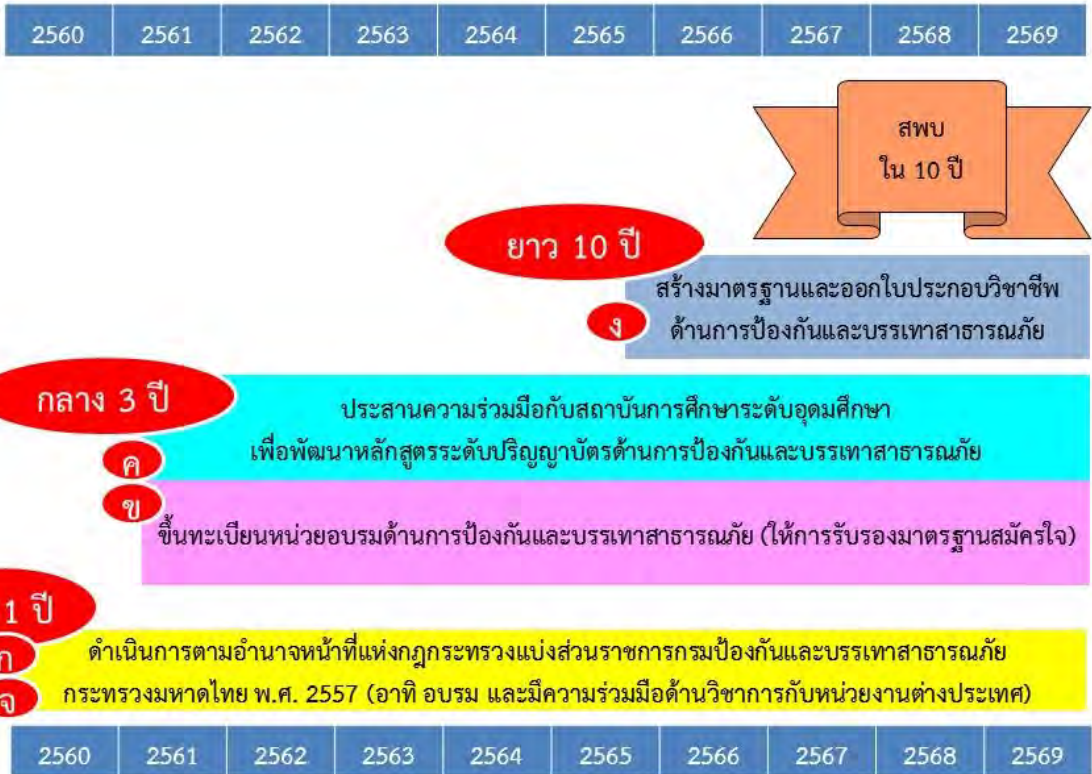 2560 2561 2562 2563 2564 2565 2566 2567 2568 2569
สพบ
ใน 10 ปี
ยาว 10 ปี
สร้างมาตรฐานและออกใบประกอบวิชาชีพ
ง
ด้านการป้องกันและบรรเทาสาธารณภัย
กลาง 3 ปี
ประสานความร่วมมือกับสถาบันการศึกษาระดับอุดมศึกษา
เพื่อพัฒนาหลักสูตรระดับปริญญาบัตรด้านการป้องกันและบรรเทาสาธารณภัย
ค
ข
ขึ้นทะเบียนหน่วยอบรมด้านการป้องกันและบรรเทาสาธารณภัย (ให้การรับรองมาตรฐานสมัครใจ)
1 ปี
ก
ดำเนินการตามอำนาจหน้าที่แห่งกฎกระทรวงแบ่งส่วนราชการกรมป้องกันและบรรเทาสาธารณภัย
จ
กระทรวงมหาดไทย พ.ศ. 2557 (อาทิ อบรม และมีความร่วมมือด้านวิชาการกับหน่วยงานต่างประเทศ)
2560 2561 2562 2563 2564 2565 2566 2567 2568 2569